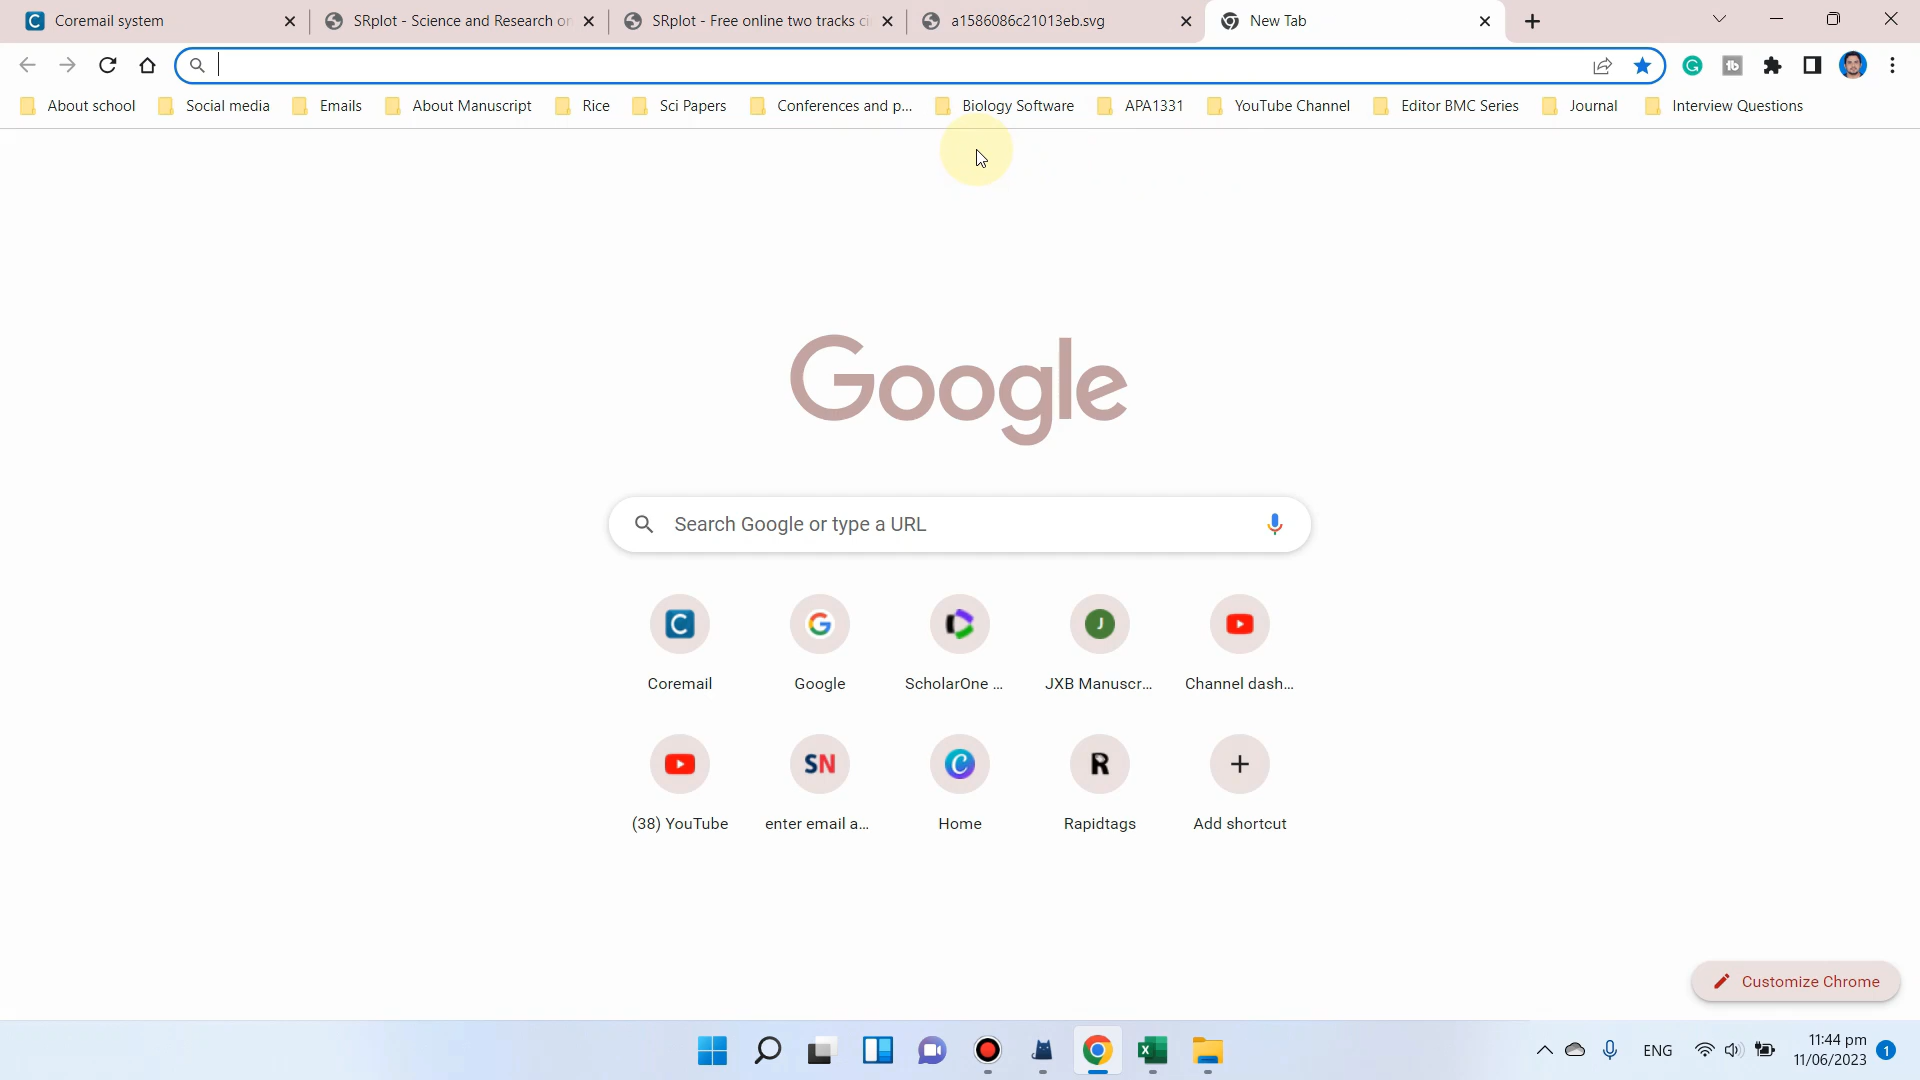 Coremail system
SRplot - Science and Research or
SRplot - Free online two tracks ci
a1586086c21013eb.svg
New Tab
About school
Social media
Emails
About Manuscript
Rice
Sci Papers
Conferences and p...
Biology Software
APA1331
YouTube Channel
Editor BMC Series
Journal
Interview Questions
Google
Search Google or type a URL
Coremail
Google
ScholarOne ...
JXB Manuscr...
Channel dash...
(38) YouTube
enter email a...
Home
Rapidtags
Add shortcut
Customize Chrome
ENG
11:44 pm
11/06/2023
1